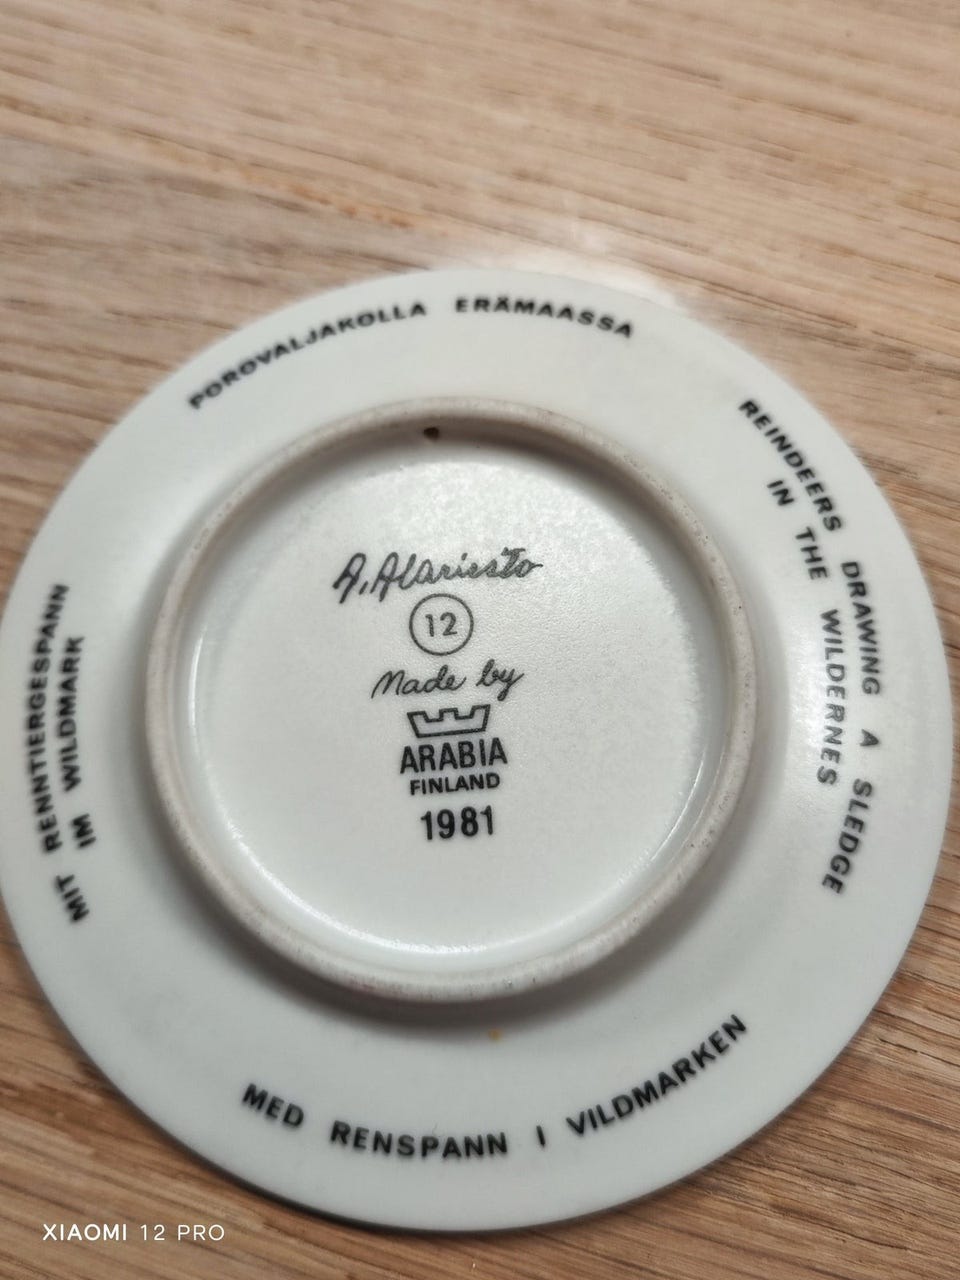 POROVALJAKOLLA ERÄMAASSA
REINDEERS DRAWING A SLEDGE
IN THE WILDERNES
MED RENSPANN I VILDMARKEN
MIT RENNTIERGESPANN
IM WILDMARK
A. Alariesto
12
Made by
ARABIA
FINLAND
1981
XIAOMI 12 PRO